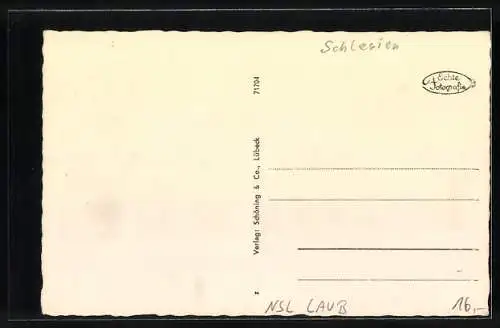 Schlesien
Echte
Fotografie
71704
Verlag: Schöning & Co., Lübeck
z
NSL LAUB
16,-